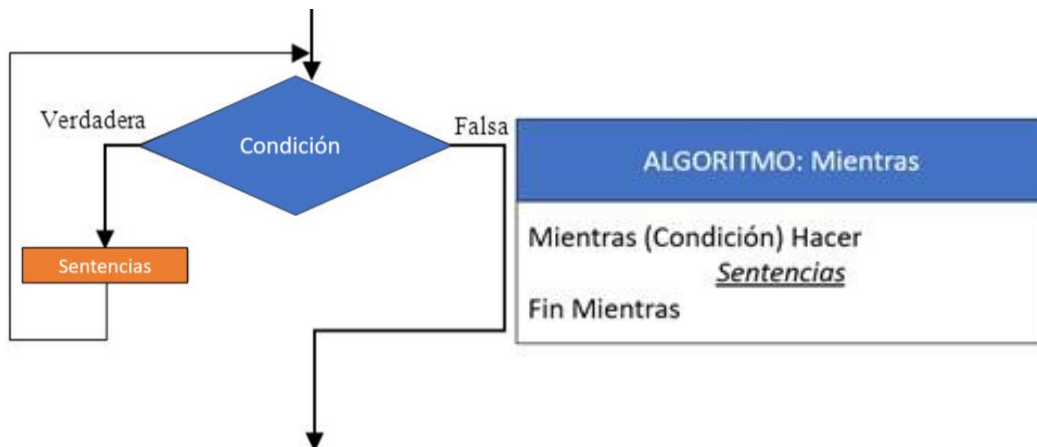 Verdadera
Condición
Falsa
Sentencias
ALGORITMO: Mientras
Mientras (Condición) Hacer
Sentencias
Fin Mientras